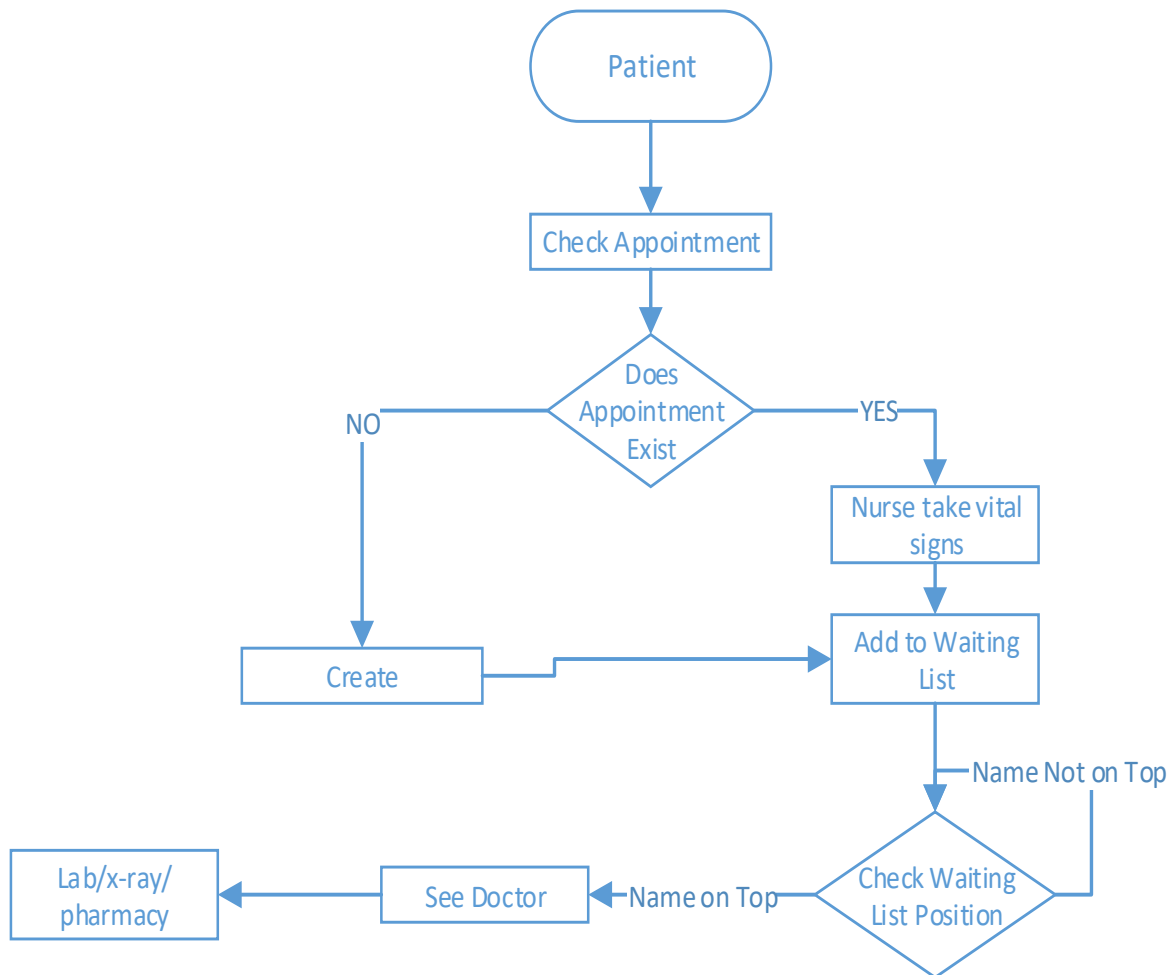 Patient
Check Appointment
Does
Appointment
Exist
NO
YES
Nurse take vital
signs
Add to Waiting
List
Create
Name Not on Top
Check Waiting
List Position
Name on Top
See Doctor
Lab/x-ray/
pharmacy